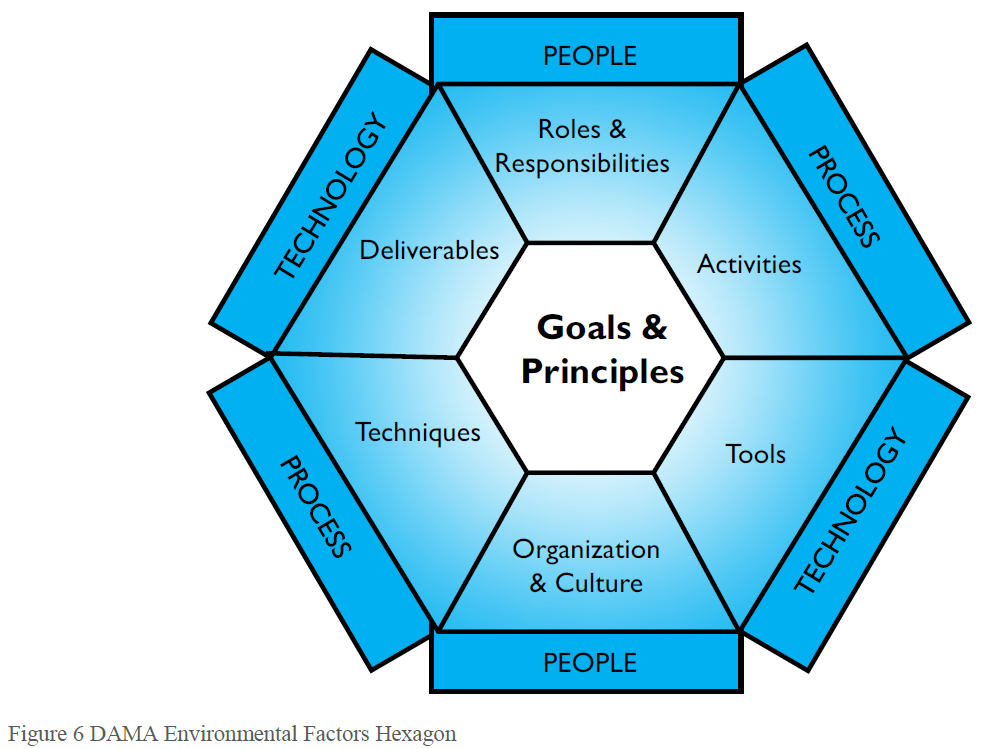 PEOPLE
TECHNOLOGY
PROCESS
Roles &
Responsibilities
Deliverables
Activities
Goals &
Principles
Techniques
Tools
PROCESS
TECHNOLOGY
Organization
& Culture
PEOPLE
Figure 6 DAMA Environmental Factors Hexagon